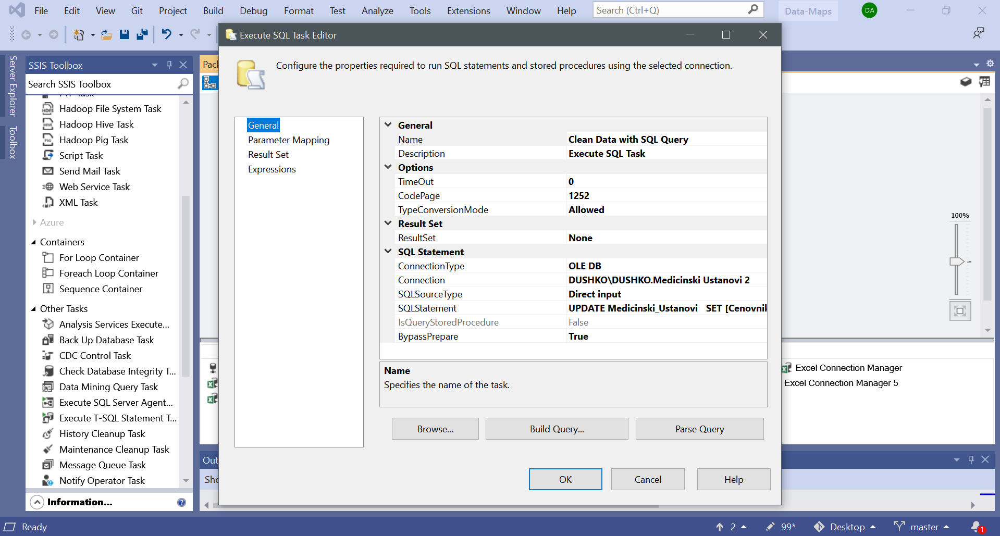 File Edit View Git Project Build Debug Format Test Analyze Tools Extensions Window Help Search (Ctrl+Q) Data-Maps DA
Execute SQL Task Editor
Server Explorer
Toolbox
SSIS Toolbox
Search SSIS Toolbox
Hadoop File System Task
Hadoop Hive Task
Hadoop Pig Task
Script Task
Send Mail Task
Web Service Task
XML Task
Azure
Containers
For Loop Container
Foreach Loop Container
Sequence Container
Other Tasks
Analysis Services Execute...
Back Up Database Task
CDC Control Task
Check Database Integrity T...
Data Mining Query Task
Execute SQL Server Agent...
Execute T-SQL Statement T...
History Cleanup Task
Maintenance Cleanup Task
Message Queue Task
Notify Operator Task
Information...
Pack
Configure the properties required to run SQL statements and stored procedures using the selected connection.
General
Parameter Mapping
Result Set
Expressions
General
Name Clean Data with SQL Query
Description Execute SQL Task
Options
TimeOut 0
CodePage 1252
TypeConversionMode Allowed
Result Set
ResultSet None
SQL Statement
ConnectionType OLE DB
Connection DUSHKO\DUSHKO.Medicinski Ustanovi 2
SQLSourceType Direct input
SQLStatement UPDATE Medicinski_Ustanovi SET [Cenovnik
IsQueryStoredProcedure False
BypassPrepare True
Name
Specifies the name of the task.
Browse... Build Query... Parse Query
OK Cancel Help
100%
Excel Connection Manager
Excel Connection Manager 5
Out
Sho
Ready 2 99* Desktop master 1